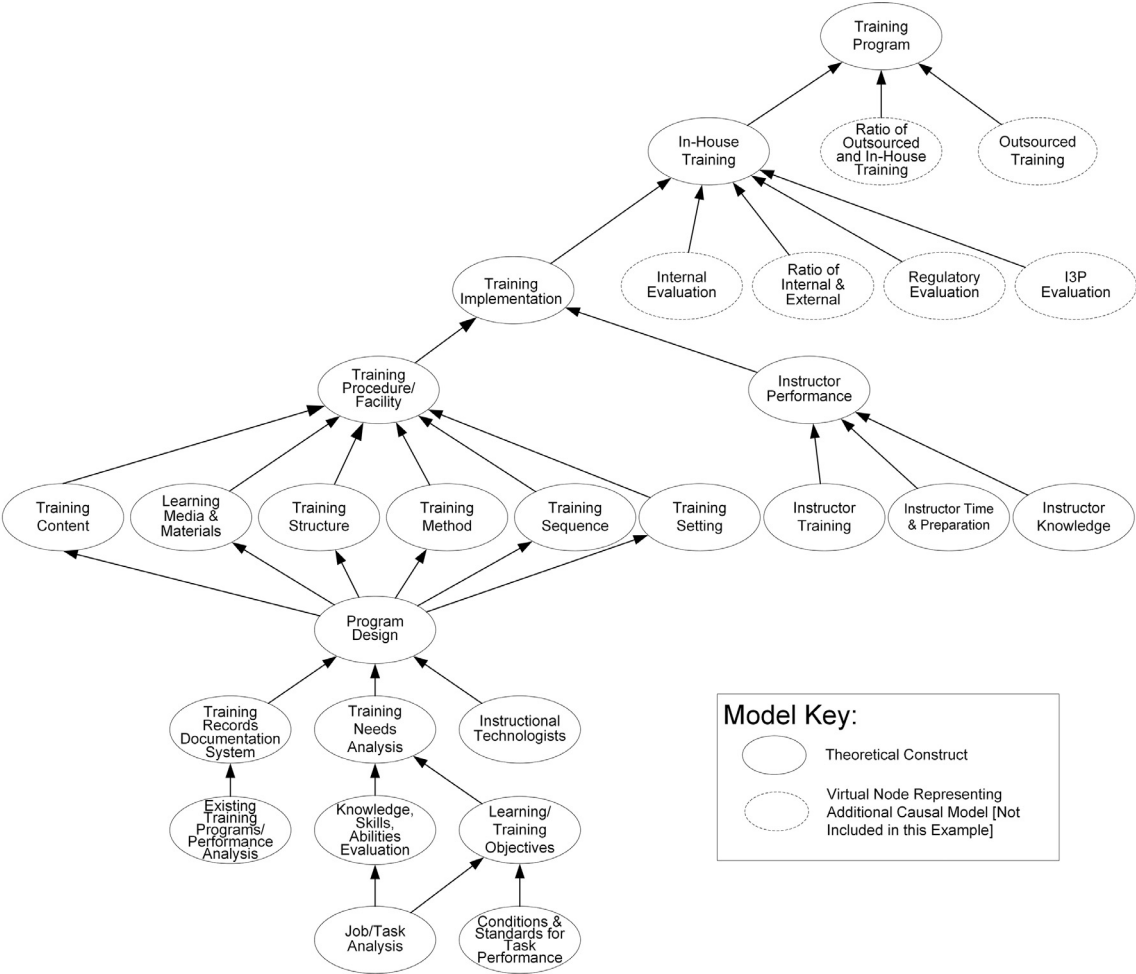 Training
Program
In-House
Training
Ratio of
Outsourced
and In-House
Training
Outsourced
Training
Training
Implementation
Internal
Evaluation
Ratio of
Internal &
External
Regulatory
Evaluation
I3P
Evaluation
Training
Procedure/
Facility
Instructor
Performance
Training
Content
Learning
Media &
Materials
Training
Structure
Training
Method
Training
Sequence
Training
Setting
Instructor
Training
Instructor Time
& Preparation
Instructor
Knowledge
Program
Design
Training
Records
Documentation
System
Training
Needs
Analysis
Instructional
Technologists
Existing
Training
Programs/
Performance
Analysis
Knowledge,
Skills,
Abilities
Evaluation
Learning/
Training
Objectives
Job/Task
Analysis
Conditions &
Standards for
Task
Performance
Model Key:
Theoretical Construct
Virtual Node Representing
Additional Causal Model [Not
Included in this Example]